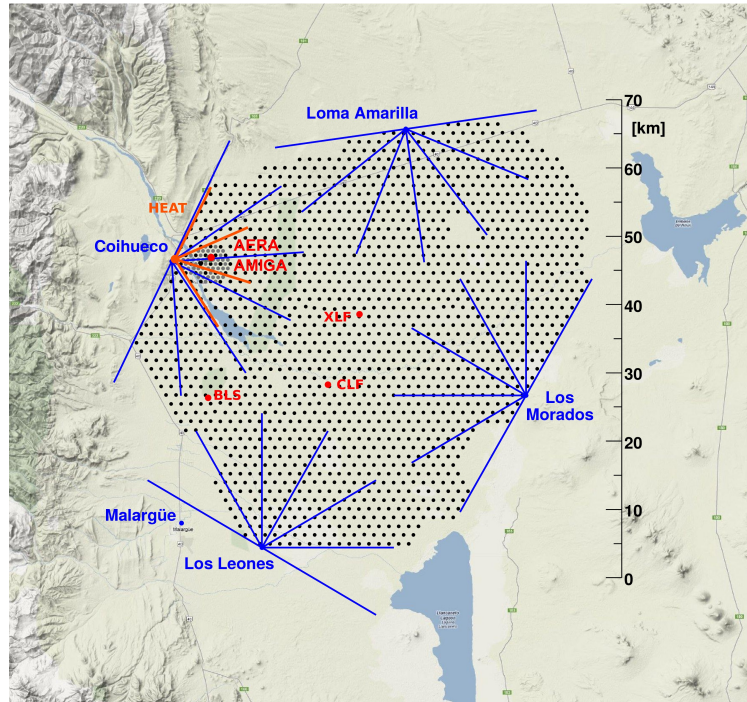 70
Loma Amarilla
[km]
60
HEAT
AERA
Coihueco
50
AMIGA
40
XLF
30
CLF
BLS
Los
Morados
20
Malargüe
10
Malargüe
Los Leones
0